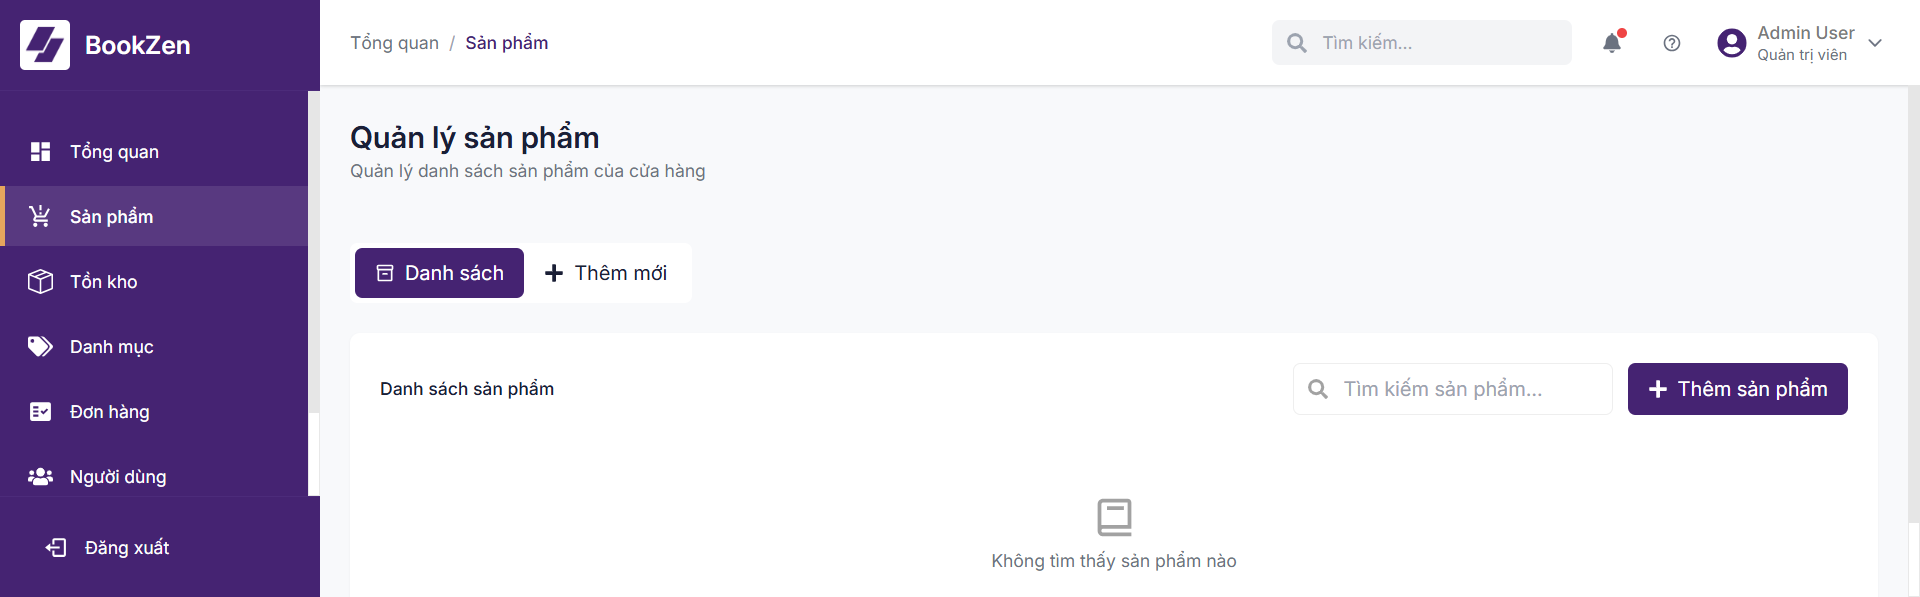 BookZen
Tổng quan
Sản phẩm
Tồn kho
Danh mục
Đơn hàng
Người dùng
Đăng xuất
Tổng quan / Sản phẩm
Tìm kiếm...
Admin User
Quản trị viên
Quản lý sản phẩm
Quản lý danh sách sản phẩm của cửa hàng
Danh sách
Thêm mới
Danh sách sản phẩm
Tìm kiếm sản phẩm...
Thêm sản phẩm
Không tìm thấy sản phẩm nào